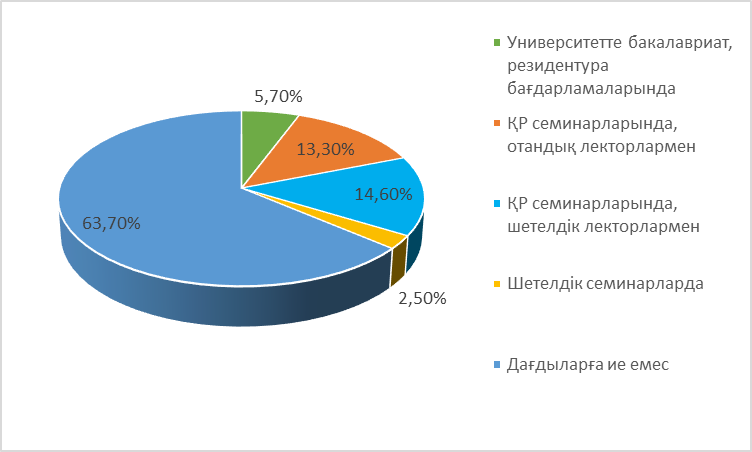 5,70%
13,30%
14,60%
63,70%
2,50%
Университетте бакалавриат,
резидентура
бағдарламаларында
ҚР семинарларында,
отандық лекторлармен
ҚР семинарларында,
шетелдік лекторлармен
Шетелдік семинарларда
Дағдыларға ие емес